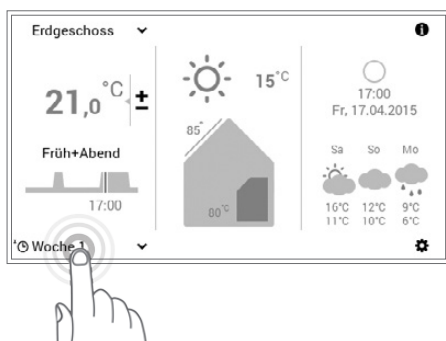 Erdgeschoss
21,0 °C ±
Früh+Abend
17:00
Woche 1
15°C
85°
80°C
17:00
Fr, 17.04.2015
Sa So Mo
16°C 12°C 9°C
11°C 10°C 6°C